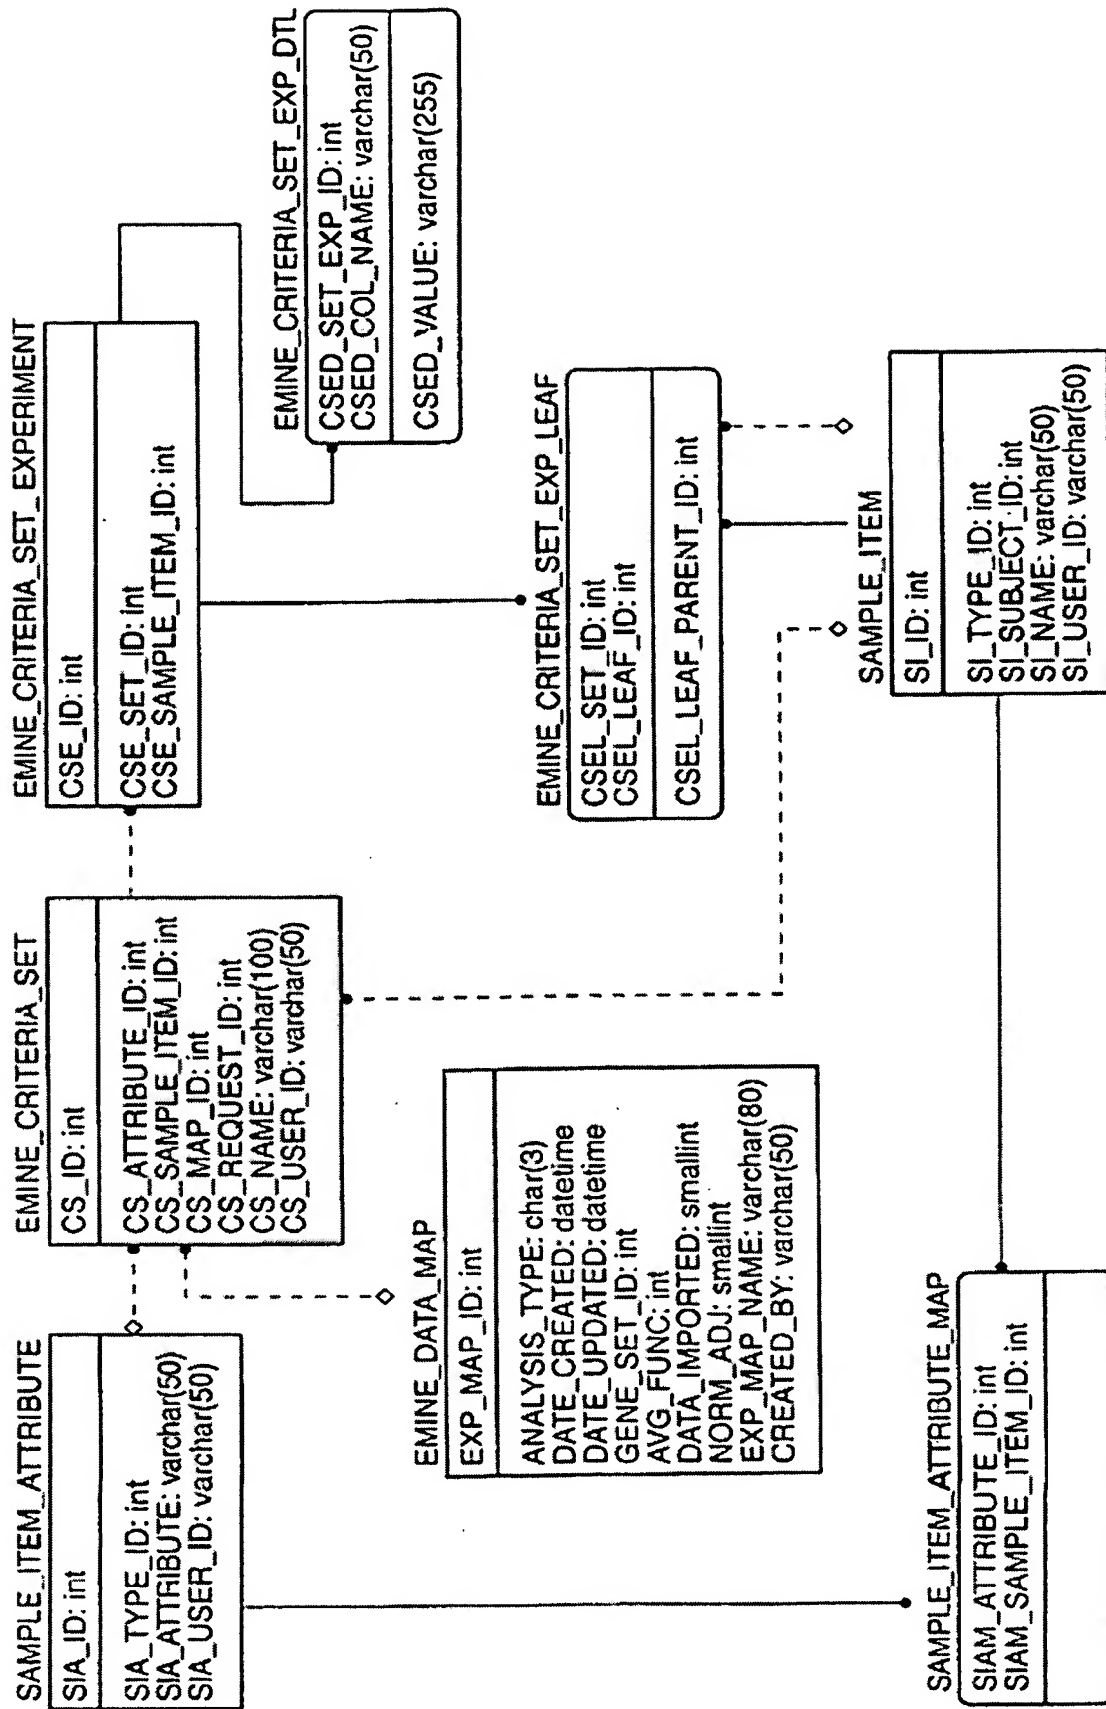 SAMPLE_ITEM_ATTRIBUTE
SIA_ID: int
SIA_TYPE_ID: int
SIA_ATTRIBUTE: varchar(50)
SIA_USER_ID: varchar(50)
EMINE_CRITERIA_SET
CS_ID: int
CS_ATTRIBUTE_ID: int
CS_SAMPLE_ITEM_ID: int
CS_MAP_ID: int
CS_REQUEST_ID: int
CS_NAME: varchar(100)
CS_USER_ID: varchar(50)
EMINE_CRITERIA_SET_EXPERIMENT
CSE_ID: int
CSE_SET_ID: int
CSE_SAMPLE_ITEM_ID: int
EMINE_CRITERIA_SET_EXP_DTL
CSED_SET_EXP_ID: int
CSED_COL_NAME: varchar(50)
CSED_VALUE: varchar(255)
EMINE_DATA_MAP
EXP_MAP_ID: int
ANALYSIS_TYPE: char(3)
DATE_CREATED: datetime
DATE_UPDATED: datetime
GENE_SET_ID: int
AVG_FUNC: int
DATA_IMPORTED: smallint
NORM_ADJ: smallint
EXP_MAP_NAME: varchar(80)
CREATED_BY: varchar(50)
EMINE_CRITERIA_SET_EXP_LEAF
CSEL_SET_ID: int
CSEL_LEAF_ID: int
CSEL_LEAF_PARENT_ID: int
SAMPLE_ITEM_ATTRIBUTE_MAP
SIAM_ATTRIBUTE_ID: int
SIAM_SAMPLE_ITEM_ID: int
SAMPLE_ITEM
SI_ID: int
SI_TYPE_ID: int
SI_SUBJECT_ID: int
SI_NAME: varchar(50)
SI_USER_ID: varchar(50)